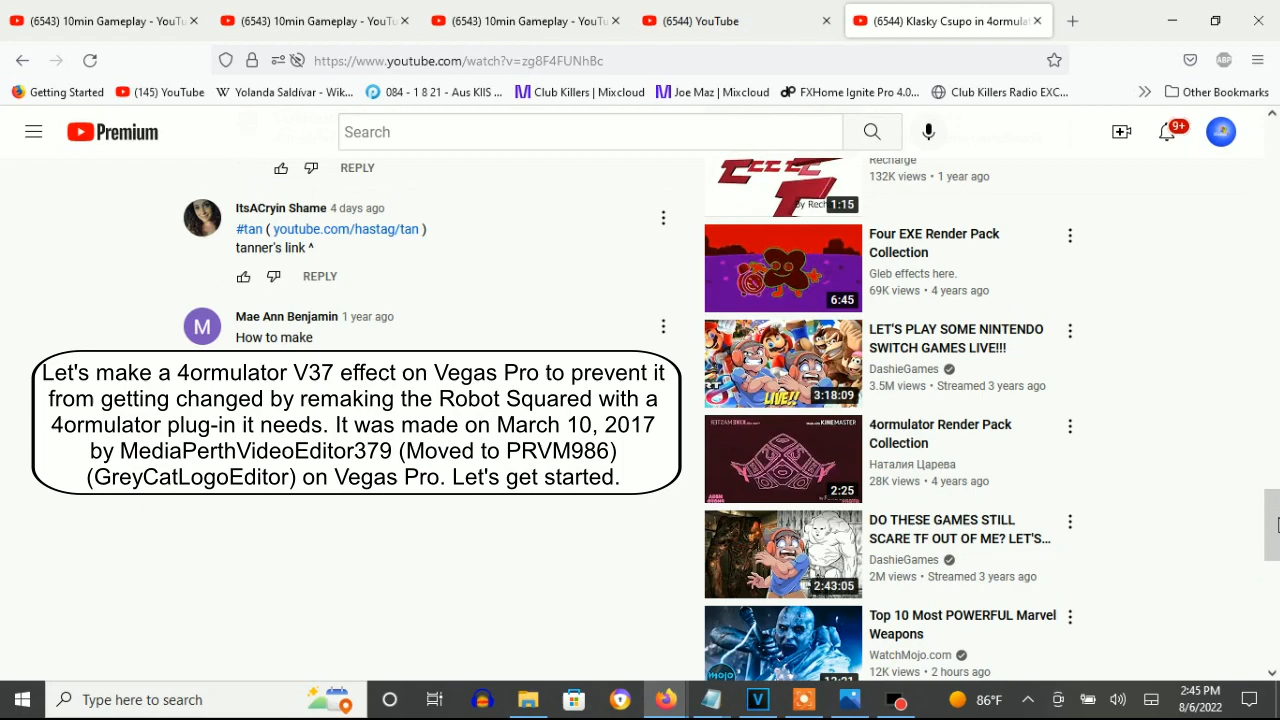 (6543) 10min Gameplay - YouTu
(6543) 10min Gameplay - YouTu
(6543) 10min Gameplay - YouTu
(6544) YouTube
(6544) Klasky Csupo in 4ormulat
https://www.youtube.com/watch?v=zg8F4FUNhBc
ABP
Getting Started
(145) YouTube
Yolanda Saldívar - Wik...
084 - 1 8 21 - Aus KIIS ...
Club Killers | Mixcloud
Joe Maz | Mixcloud
FXHome Ignite Pro 4.0...
Club Killers Radio EXC...
Other Bookmarks
Premium
Search
9+
REPLY
ItsACryin Shame 4 days ago
#tan ( youtube.com/hastag/tan )
tanner's link ^
REPLY
M
Mae Ann Benjamin 1 year ago
How to make
Let's make a 4ormulator V37 effect on Vegas Pro to prevent it
from getting changed by remaking the Robot Squared with a
4ormulator plug-in it needs. It was made on March 10, 2017
by MediaPerthVideoEditor379 (Moved to PRVM986)
(GreyCatLogoEditor) on Vegas Pro. Let's get started.
By Rech
1:15
Recharge
132K views • 1 year ago
6:45
Four EXE Render Pack
Collection
Gleb effects here.
69K views • 4 years ago
LIVE!!
3:18:09
LET'S PLAY SOME NINTENDO
SWITCH GAMES LIVE!!!
DashieGames
3.5M views • Streamed 3 years ago
KINEMASTER
2:25
4ormulator Render Pack
Collection
Наталия Царева
28K views • 4 years ago
2:43:05
DO THESE GAMES STILL
SCARE TF OUT OF ME? LET'S...
DashieGames
2M views • Streamed 3 years ago
mojo
Top 10 Most POWERFUL Marvel
Weapons
WatchMojo.com
12K views • 2 hours ago
Type here to search
86°F
2:45 PM
8/6/2022